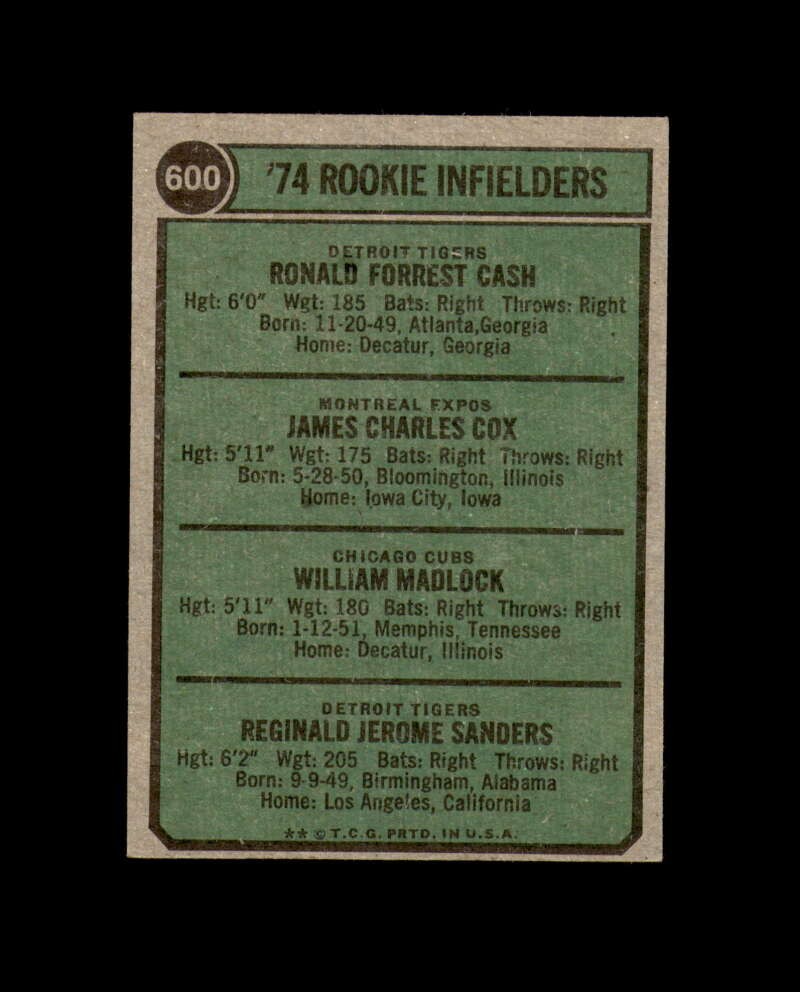 600
'74 ROOKIE INFIELDERS
DETROIT TIGERS
RONALD FORREST CASH
Hgt: 6'0" Wgt: 185 Bats: Right Throws: Right
Born: 11-20-49, Atlanta,Georgia
Home: Decatur, Georgia
MONTREAL EXPOS
JAMES CHARLES COX
Hgt: 5'11" Wgt: 175 Bats: Right Throws: Right
Born: 5-28-50, Bloomington, Illinois
Home: Iowa City, Iowa
CHICAGO CUBS
WILLIAM MADLOCK
Hgt: 5'11" Wgt: 180 Bats: Right Throws: Right
Born: 1-12-51, Memphis, Tennessee
Home: Decatur, Illinois
DETROIT TIGERS
REGINALD JEROME SANDERS
Hgt: 6'2" Wgt: 205 Bats: Right Throws: Right
Born: 9-9-49, Birmingham, Alabama
Home: Los Angeles, California
** © T.C.G. PRTD. IN U.S.A.